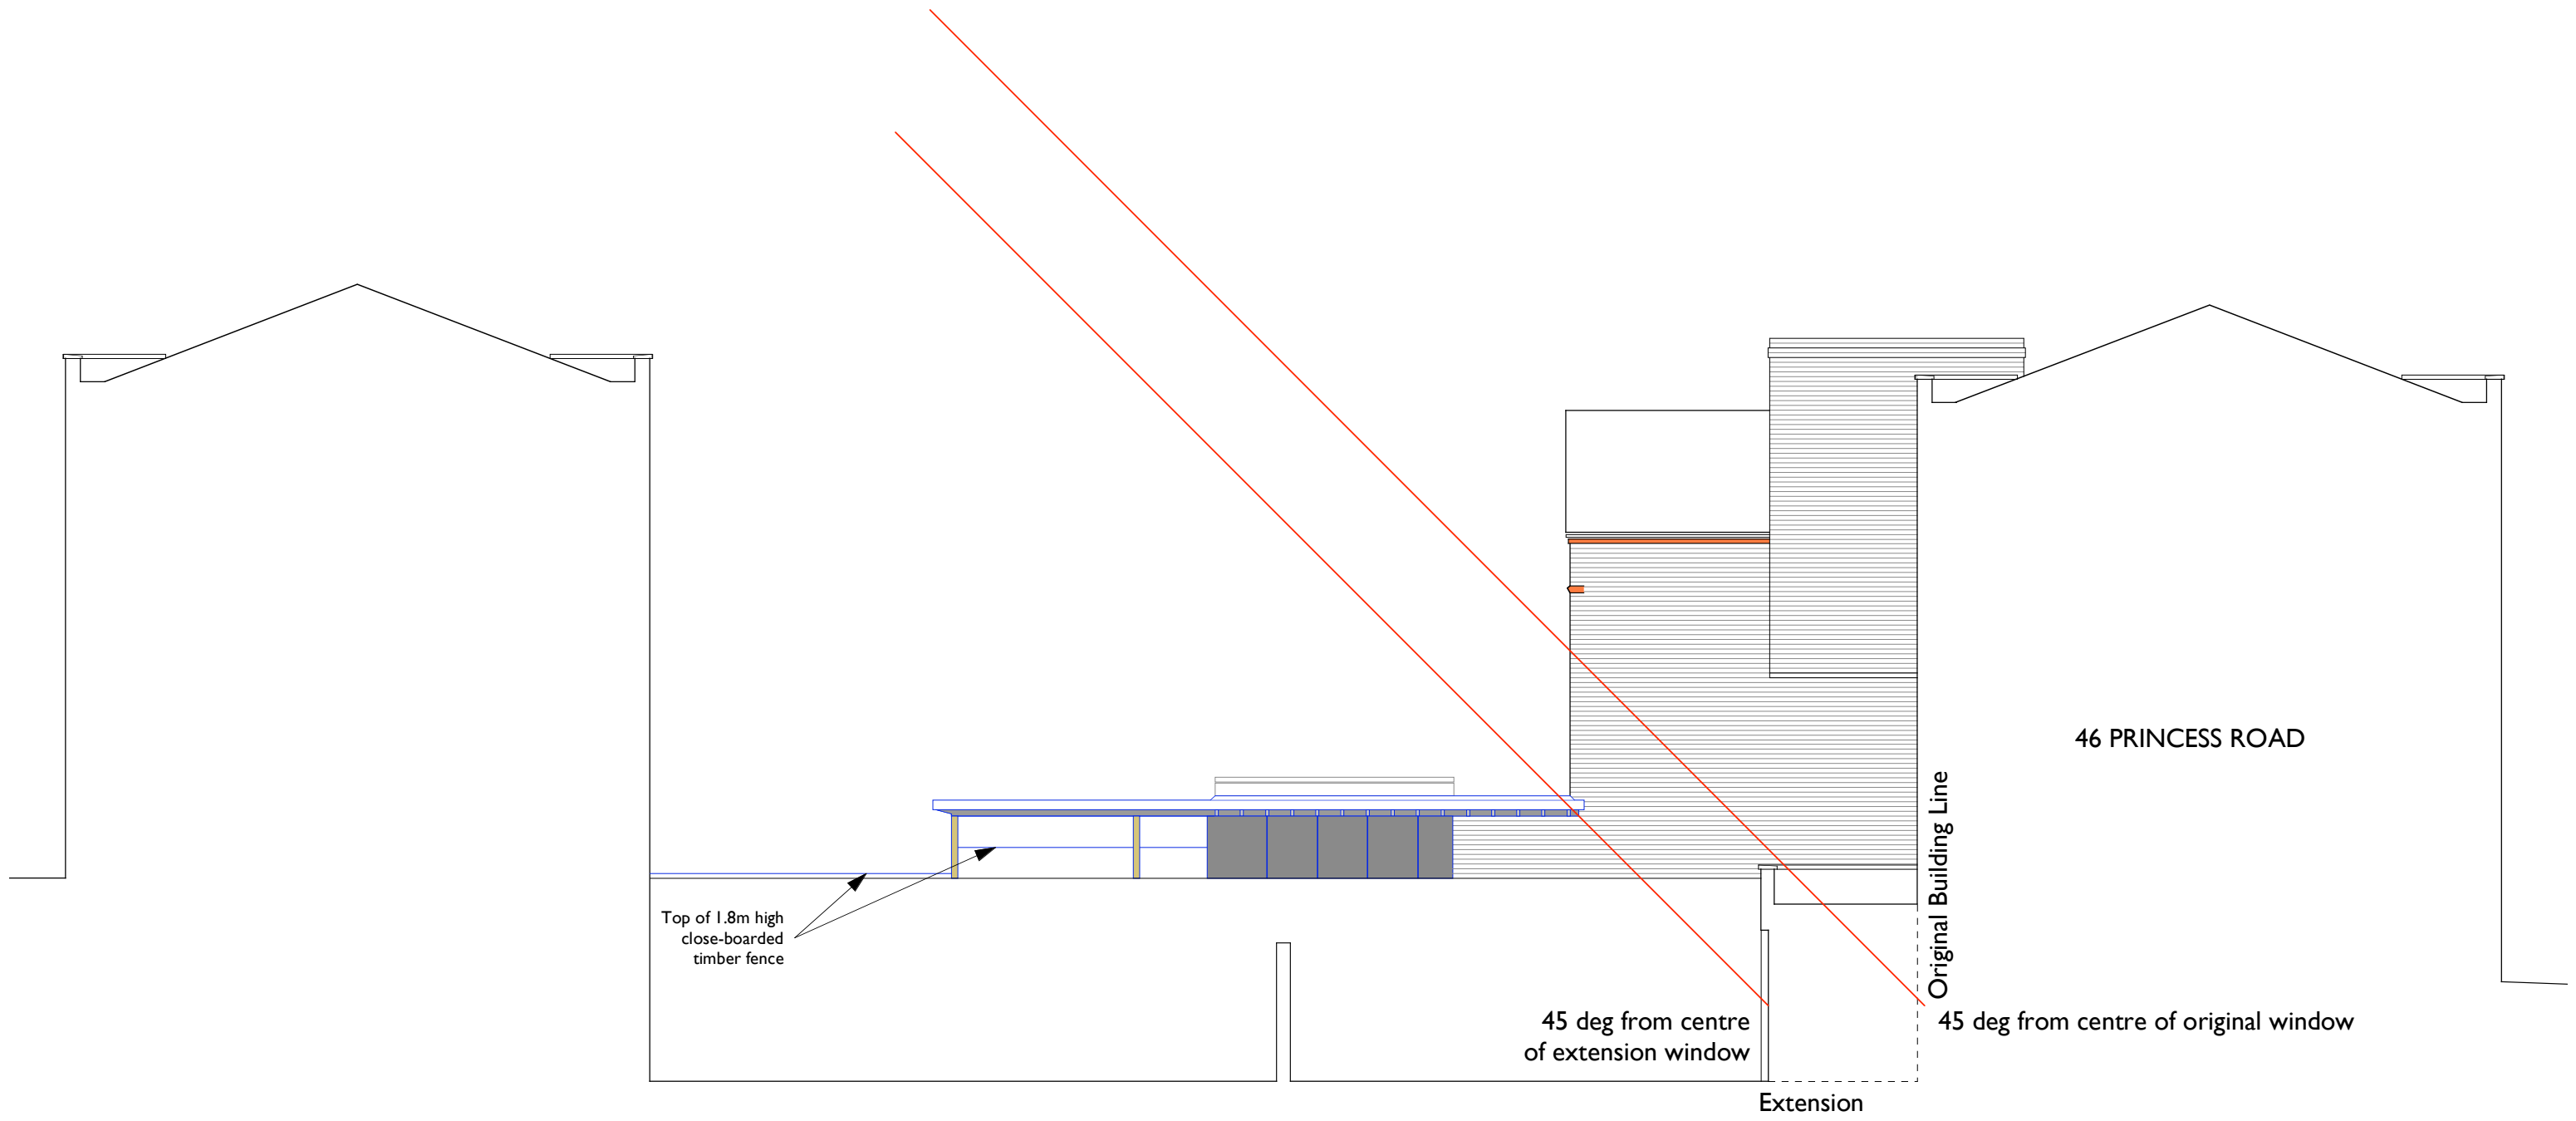 46 PRINCESS ROAD
Original Building Line
Top of 1.8m high
close-boarded
timber fence
45 deg from centre
of extension window
45 deg from centre of original window
Extension